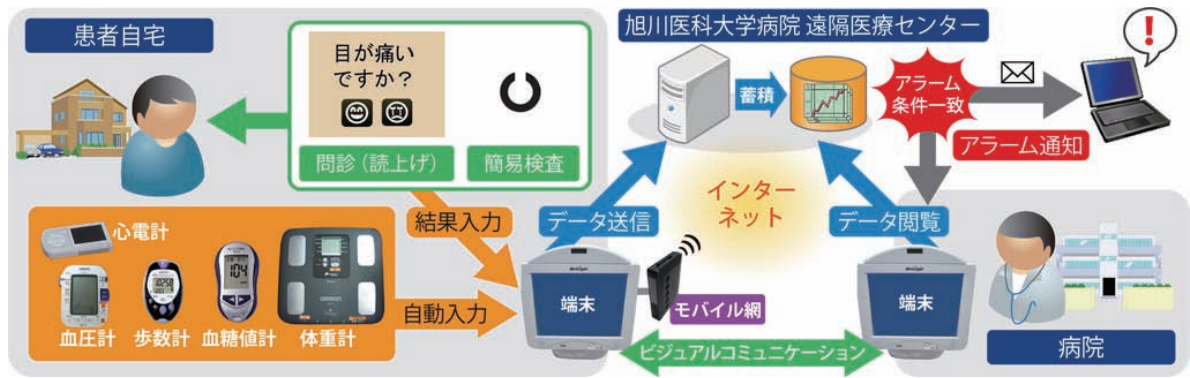 患者自宅
目が痛い
ですか？
問診（読上げ）
簡易検査
旭川医科大学病院 遠隔医療センター
蓄積
アラーム
条件一致
!
アラーム通知
インター
ネット
結果入力
データ送信
データ閲覧
心電計
104
血圧計
歩数計
血糖値計
体重計
自動入力
端末
モバイル網
端末
ビジュアルコミュニケーション
病院